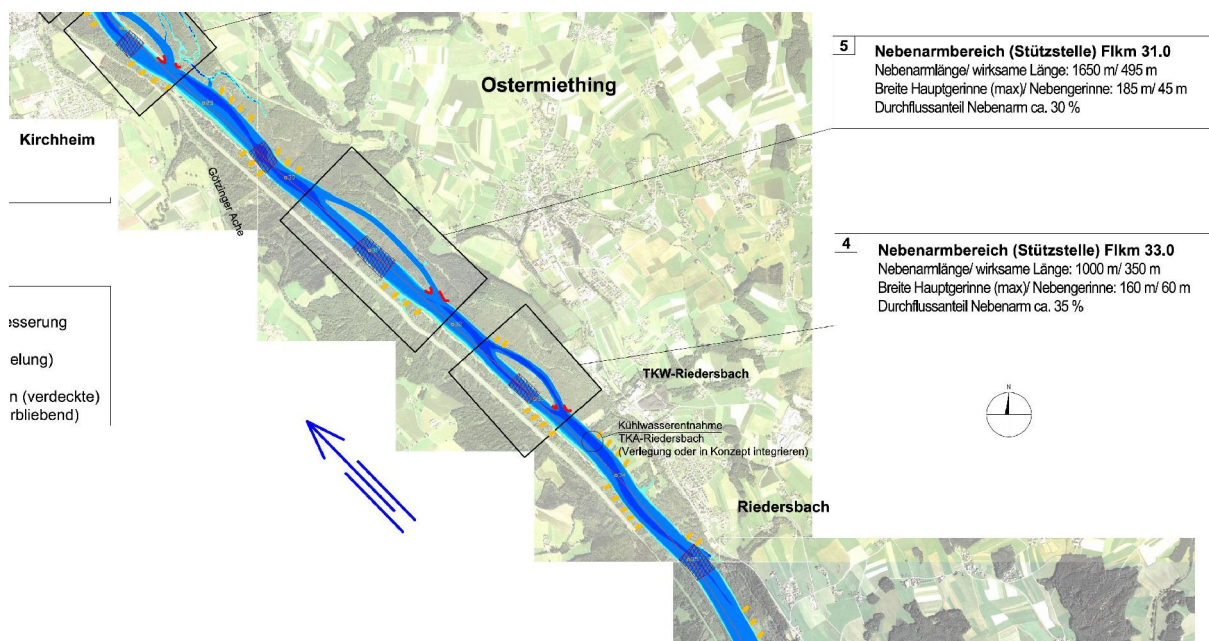 Ostermiething
Kirchheim
Götzinger Ache
5
Nebenarmbereich (Stützstelle) Flkm 31.0
Nebenarmlänge/ wirksame Länge: 1650 m/ 495 m
Breite Hauptgerinne (max)/ Nebengerinne: 185 m/ 45 m
Durchflussanteil Nebenarm ca. 30 %
4
Nebenarmbereich (Stützstelle) Flkm 33.0
Nebenarmlänge/ wirksame Länge: 1000 m/ 350 m
Breite Hauptgerinne (max)/ Nebengerinne: 160 m/ 60 m
Durchflussanteil Nebenarm ca. 35 %
esserung
elung)
n (verdeckte)
rbliebend)
TKW-Riedersbach
N
Kühlwasserentnahme
TKA-Riedersbach
(Verlegung oder in Konzept integrieren)
Riedersbach